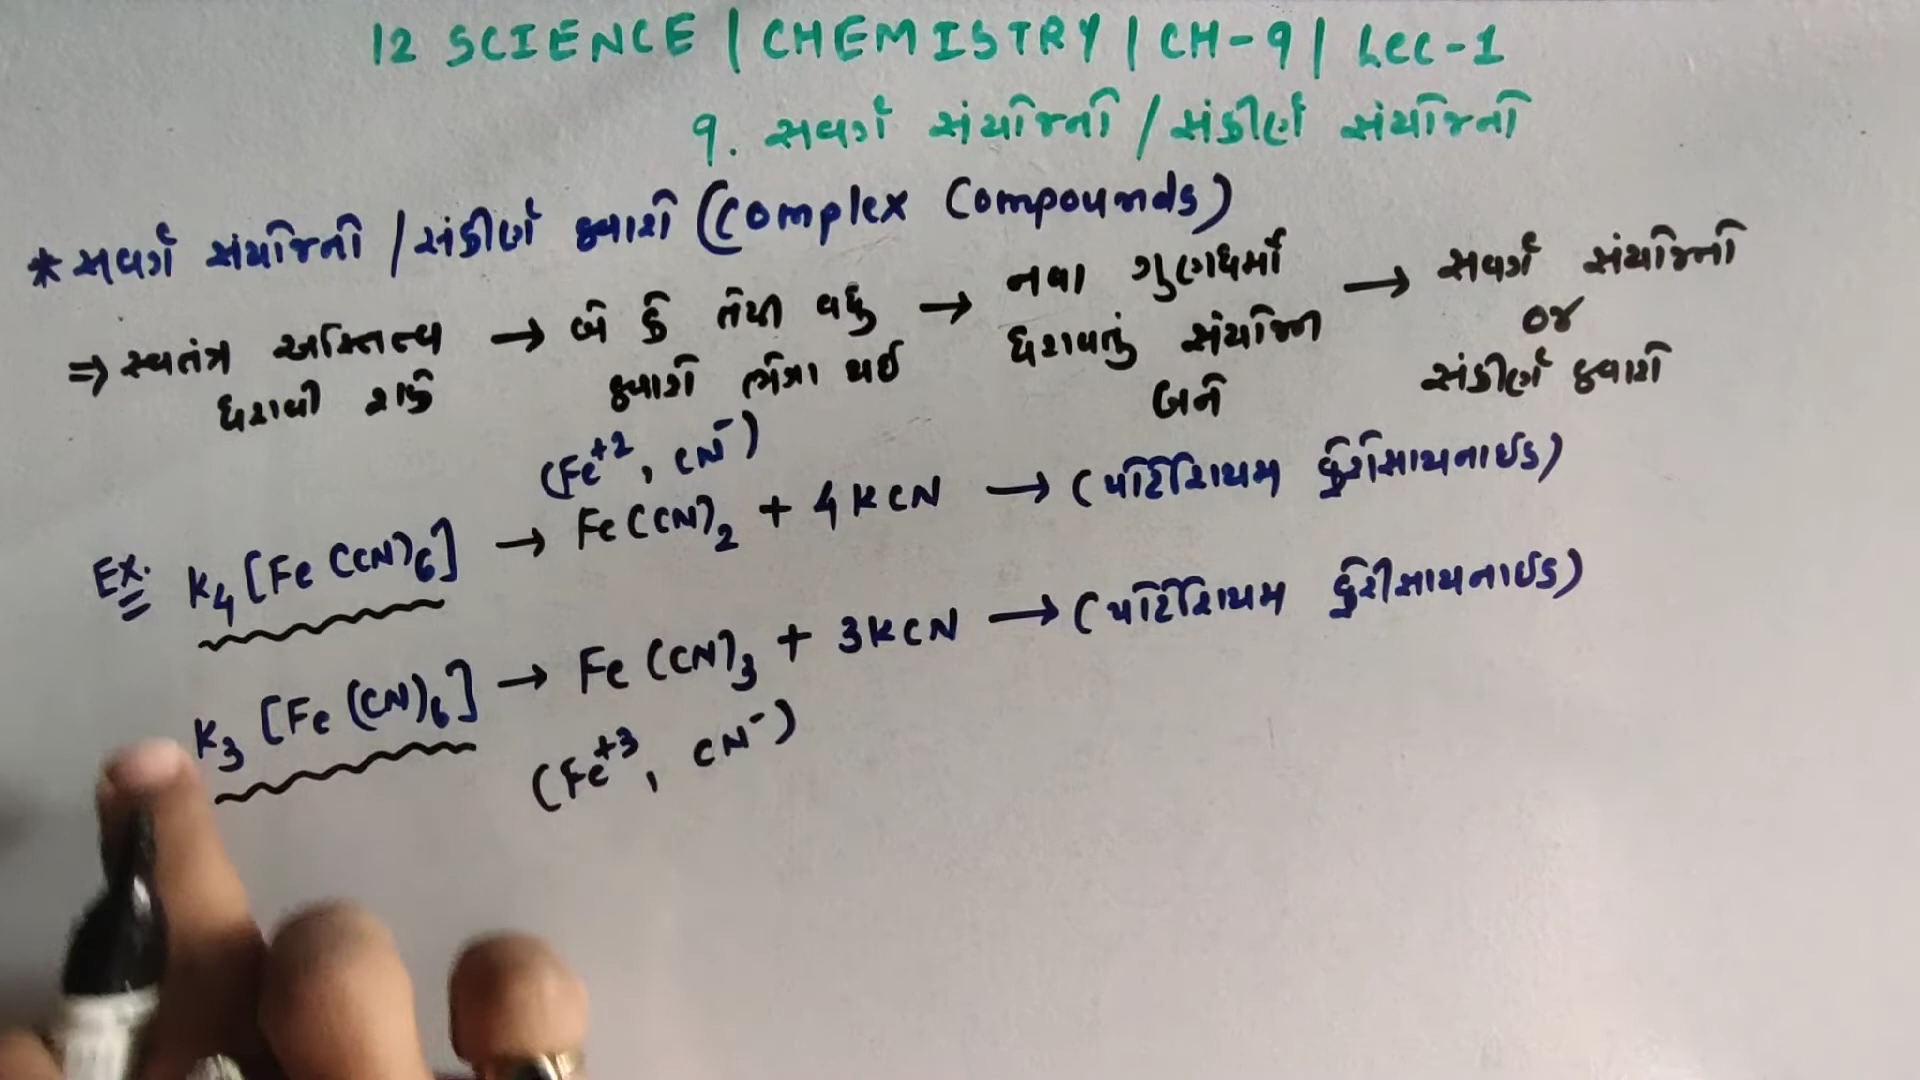 12 SCIENCE | CHEMISTRY | CH-9 | Lec-1
9. સવર્ગ સંયોજનો / સંકીર્ણ સંયોજનો
* સવર્ગ સંયોજનો / સંકીર્ણ ક્ષારો (Complex Compounds)
⇒ સ્વતંત્ર અસ્તિત્વ → બે કે તેથી વધુ → નવા ગુણધર્મો → સવર્ગ સંયોજનો
ધરાવી શકે ક્ષારો ભેગા થઈ ધરાવતું સંયોજન or
બને સંકીર્ણ ક્ષારો
(Fe⁺², CN⁻)
Ex. K₄[Fe(CN)₆] → Fe(CN)₂ + 4KCN → (પોટેશિયમ ફેરોસાયનાઈડ)
K₃[Fe(CN)₆] → Fe(CN)₃ + 3KCN → (પોટેશિયમ ફેરીસાયનાઈડ)
(Fe⁺³, CN⁻)